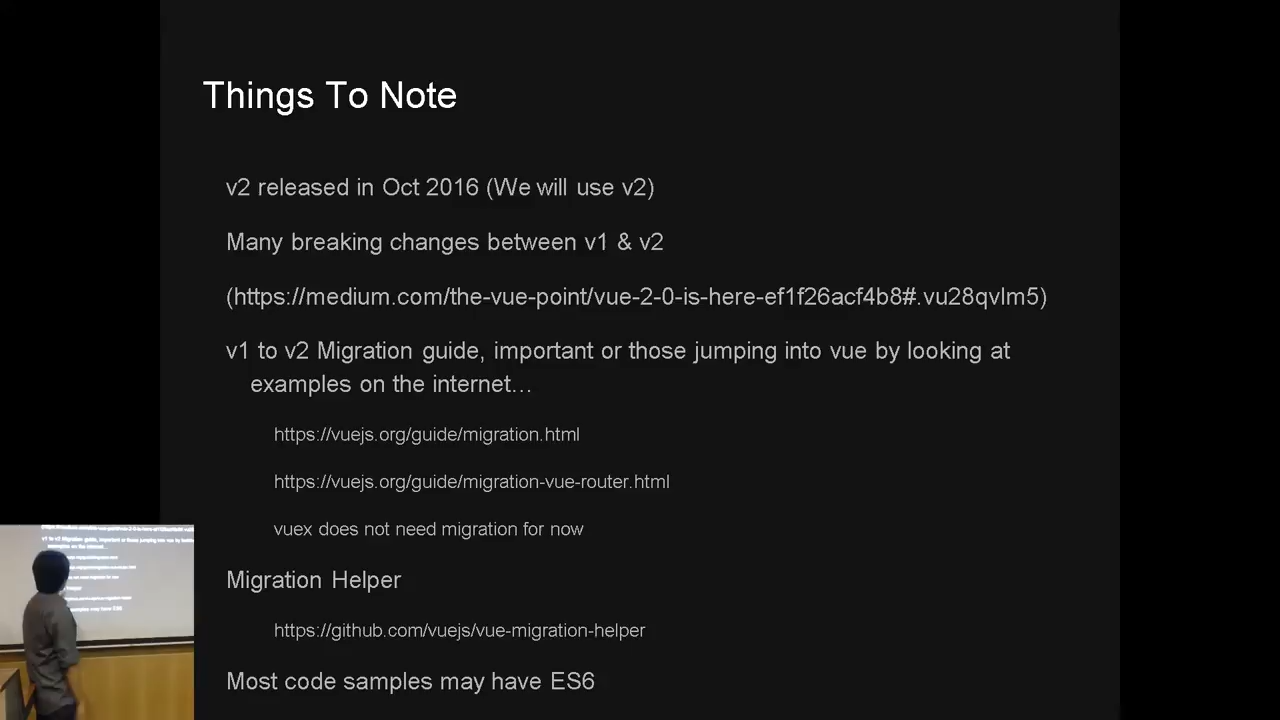 Things To Note
v2 released in Oct 2016 (We will use v2)
Many breaking changes between v1 & v2
(https://medium.com/the-vue-point/vue-2-0-is-here-ef1f26acf4b8#.vu28qvlm5)
v1 to v2 Migration guide, important or those jumping into vue by looking at
examples on the internet…
https://vuejs.org/guide/migration.html
https://vuejs.org/guide/migration-vue-router.html
vuex does not need migration for now
Migration Helper
https://github.com/vuejs/vue-migration-helper
Most code samples may have ES6